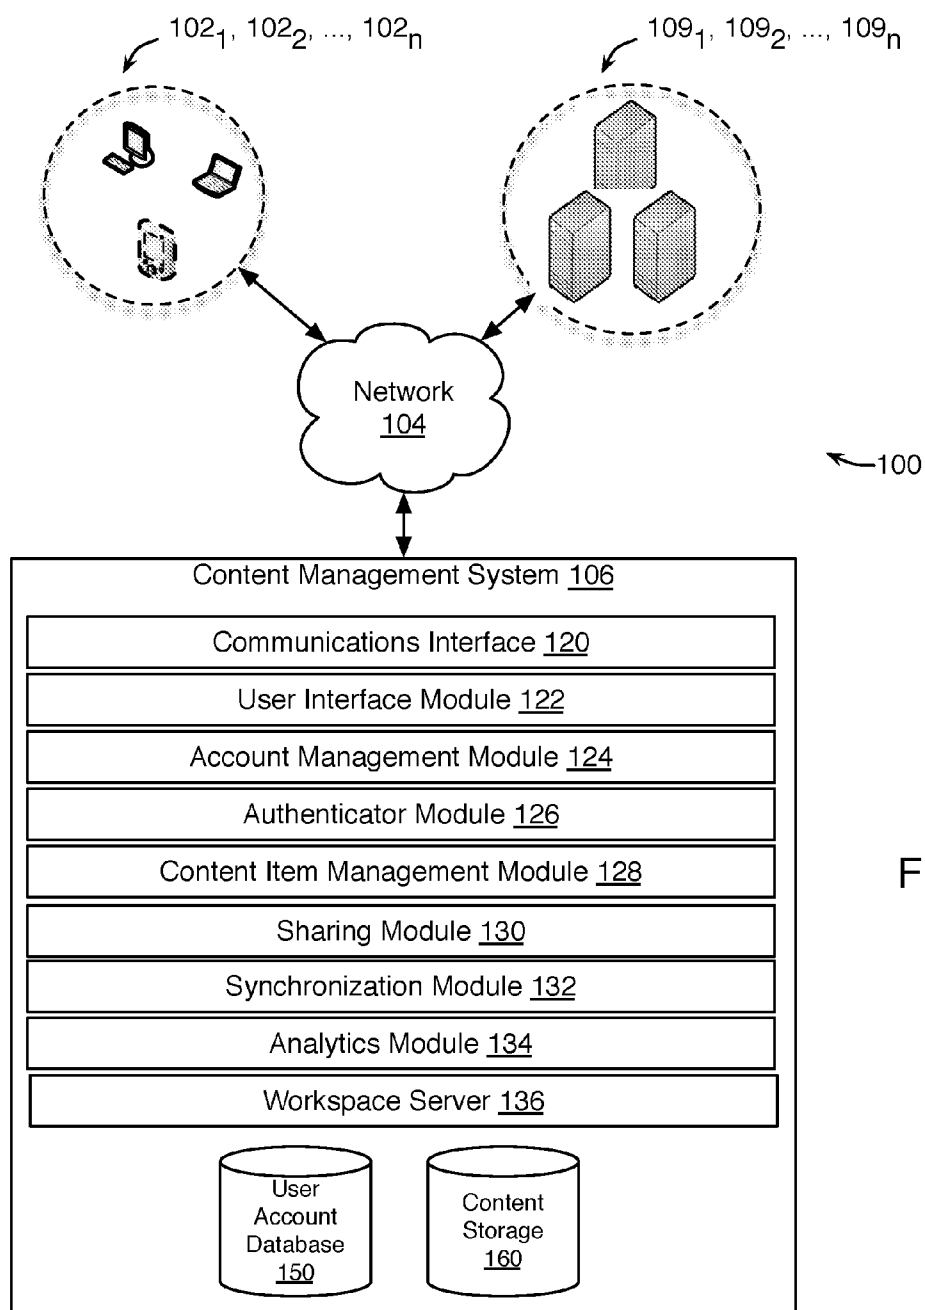 102₁, 102₂, ..., 102ₙ
109₁, 109₂, ..., 109ₙ
Network
104
100
Content Management System 106
Communications Interface 120
User Interface Module 122
Account Management Module 124
Authenticator Module 126
Content Item Management Module 128
F
Sharing Module 130
Synchronization Module 132
Analytics Module 134
Workspace Server 136
User
Account
Database
150
Content
Storage
160